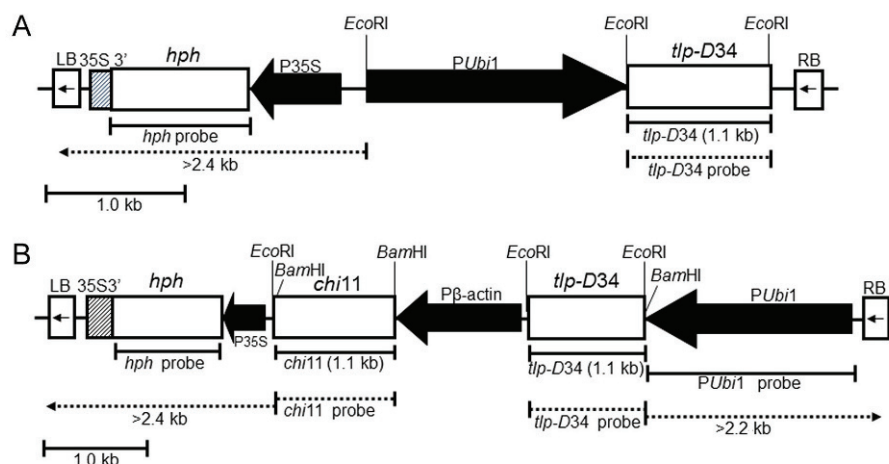 A
EcoRI EcoRI EcoRI
LB 35S 3' hph P35S PUbi1 tlp-D34 RB
hph probe tlp-D34 (1.1 kb)
>2.4 kb tlp-D34 probe
1.0 kb
B
EcoRI BamHI EcoRI EcoRI
LB 35S3' hph BamHI chi11 Pβ-actin tlp-D34 BamHI PUbi1 RB
hph probe P35S chi11 (1.1 kb) tlp-D34 (1.1 kb) PUbi1 probe
>2.4 kb chi11 probe tlp-D34 probe >2.2 kb
1.0 kb